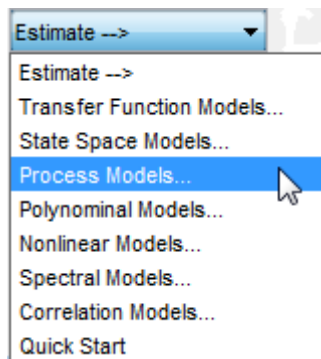 Estimate -->
Estimate -->
Transfer Function Models...
State Space Models...
Process Models...
Polynominal Models...
Nonlinear Models...
Spectral Models...
Correlation Models...
Quick Start